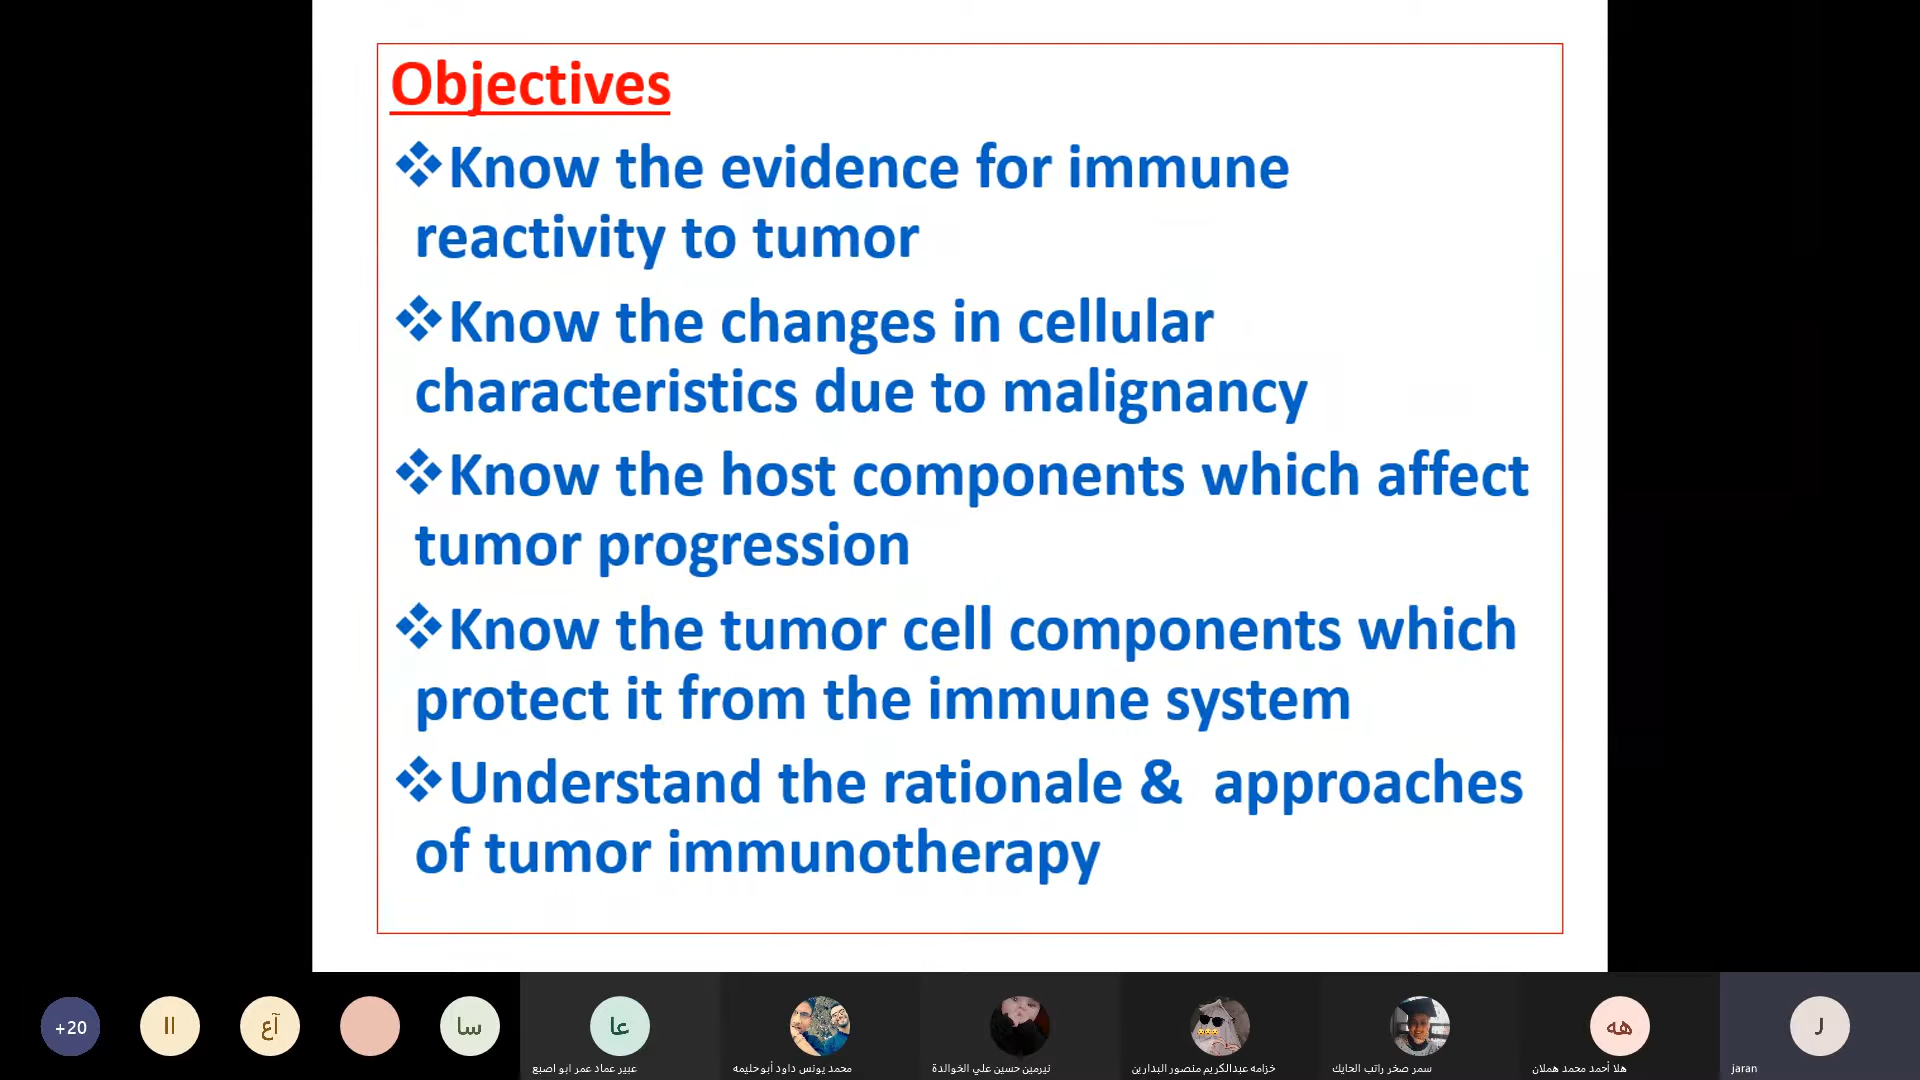 Objectives
❖Know the evidence for immune
reactivity to tumor
❖Know the changes in cellular
characteristics due to malignancy
❖Know the host components which affect
tumor progression
❖Know the tumor cell components which
protect it from the immune system
❖Understand the rationale & approaches
of tumor immunotherapy
+20
اا
آع
سا
عا
هه
J
عبير عماد عمر ابو اصبع
محمد يونس داود أبوحليمه
نيرمين حسين علي الخوالدة
خزامه عبدالكريم منصور البدارين
سمر صخر راتب الحايك
هلا أحمد محمد هملان
jaran